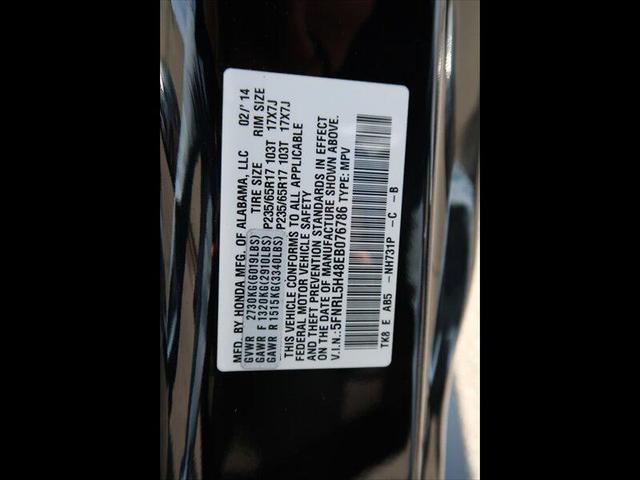 MFD. BY HONDA MFG. OF ALABAMA, LLC 02/'14
GVWR 2730KG(6019LBS) TIRE SIZE RIM SIZE
GAWR F 1320KG(2910LBS) P235/65R17 103T 17X7J
GAWR R 1515KG(3340LBS) P235/65R17 103T 17X7J
THIS VEHICLE CONFORMS TO ALL APPLICABLE
FEDERAL MOTOR VEHICLE SAFETY
AND THEFT PREVENTION STANDARDS IN EFFECT
ON THE DATE OF MANUFACTURE SHOWN ABOVE.
V.I.N.:5FNRL5H48EB076786 TYPE: MPV
TK8 E AB5 -NH731P -C -B